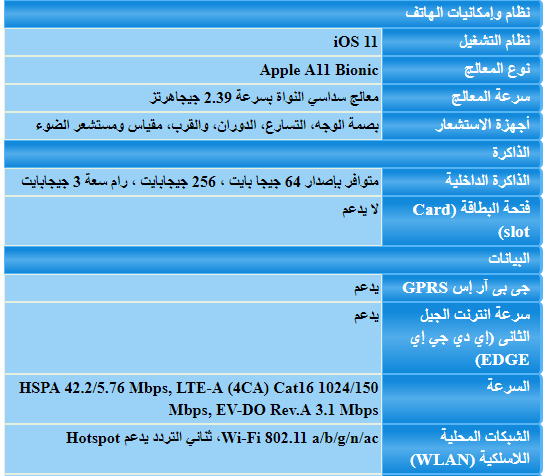 نظام وإمكانيات الهاتف
نظام التشغيل
iOS 11
نوع المعالج
Apple A11 Bionic
سرعة المعالج
معالج سداسي النواة بسرعة 2.39 جيجاهرتز
أجهزة الاستشعار
بصمة الوجه، التسارع، الدوران، والقرب، مقياس ومستشعر الضوء
الذاكرة
الذاكرة الداخلية
متوافر بإصدار 64 جيجا بايت ، 256 جيجابايت ، رام سعة 3 جيجابايت
فتحة البطاقة (Card
slot)
لا يدعم
البيانات
جى بى آر إس GPRS
يدعم
سرعة انترنت الجيل
الثانى (إي دي جي إي
EDGE)
يدعم
السرعة
HSPA 42.2/5.76 Mbps, LTE-A (4CA) Cat16 1024/150
Mbps, EV-DO Rev.A 3.1 Mbps
الشبكات المحلية
اللاسلكية (WLAN)
Wi-Fi 802.11 a/b/g/n/ac، ثنائي التردد يدعم Hotspot